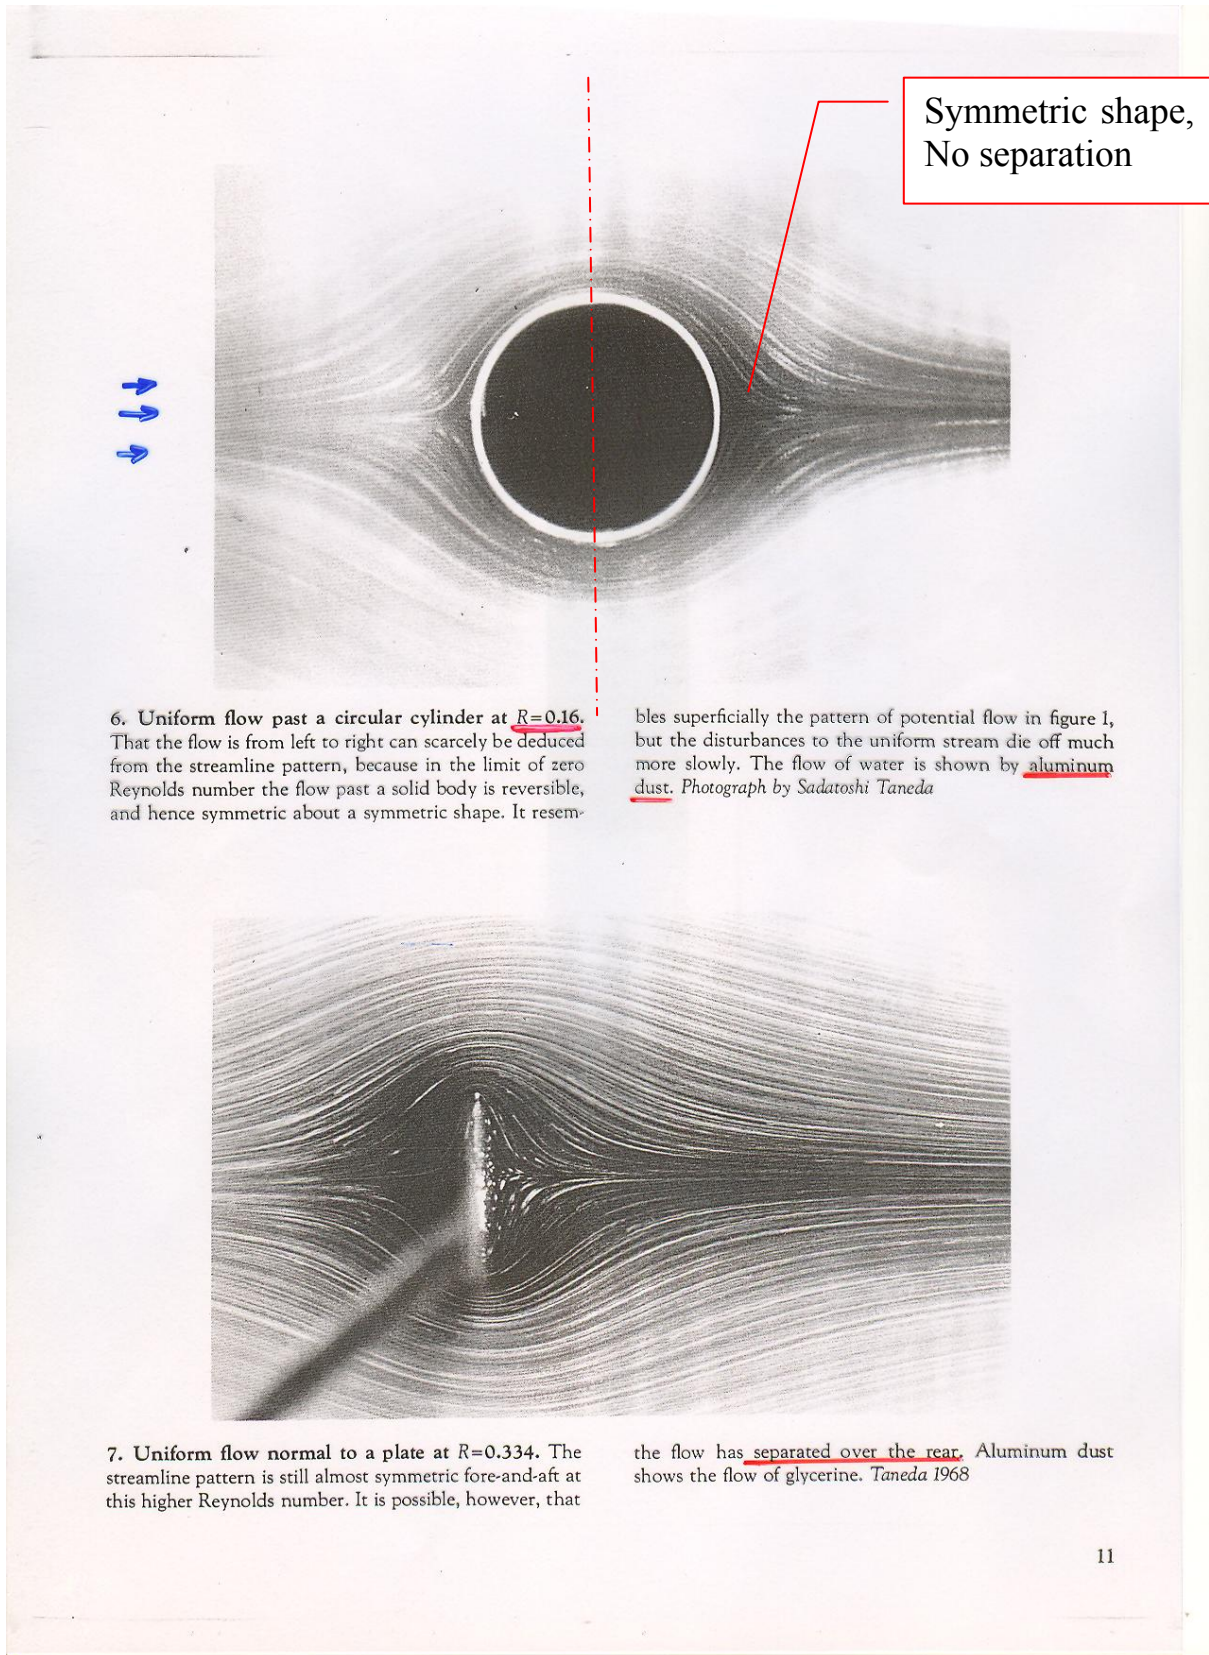 Symmetric shape,
No separation
6. Uniform flow past a circular cylinder at R=0.16.
That the flow is from left to right can scarcely be deduced
from the streamline pattern, because in the limit of zero
Reynolds number the flow past a solid body is reversible,
and hence symmetric about a symmetric shape. It resem-
bles superficially the pattern of potential flow in figure 1,
but the disturbances to the uniform stream die off much
more slowly. The flow of water is shown by aluminum
dust. Photograph by Sadatoshi Taneda
7. Uniform flow normal to a plate at R=0.334. The
streamline pattern is still almost symmetric fore-and-aft at
this higher Reynolds number. It is possible, however, that
the flow has separated over the rear. Aluminum dust
shows the flow of glycerine. Taneda 1968
11